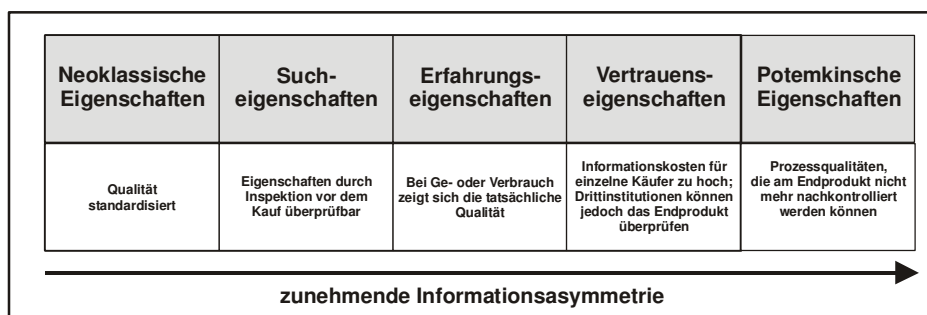 Neoklassische
Eigenschaften
Such-
eigenschaften
Erfahrungs-
eigenschaften
Vertrauens-
eigenschaften
Potemkinsche
Eigenschaften
Qualität
standardisiert
Eigenschaften durch
Inspektion vor dem
Kauf überprüfbar
Bei Ge- oder Verbrauch
zeigt sich die tatsächliche
Qualität
Informationskosten für
einzelne Käufer zu hoch;
Drittinstitutionen können
jedoch das Endprodukt
überprüfen
Prozessqualitäten,
die am Endprodukt nicht
mehr nachkontrolliert
werden können
zunehmende Informationsasymmetrie